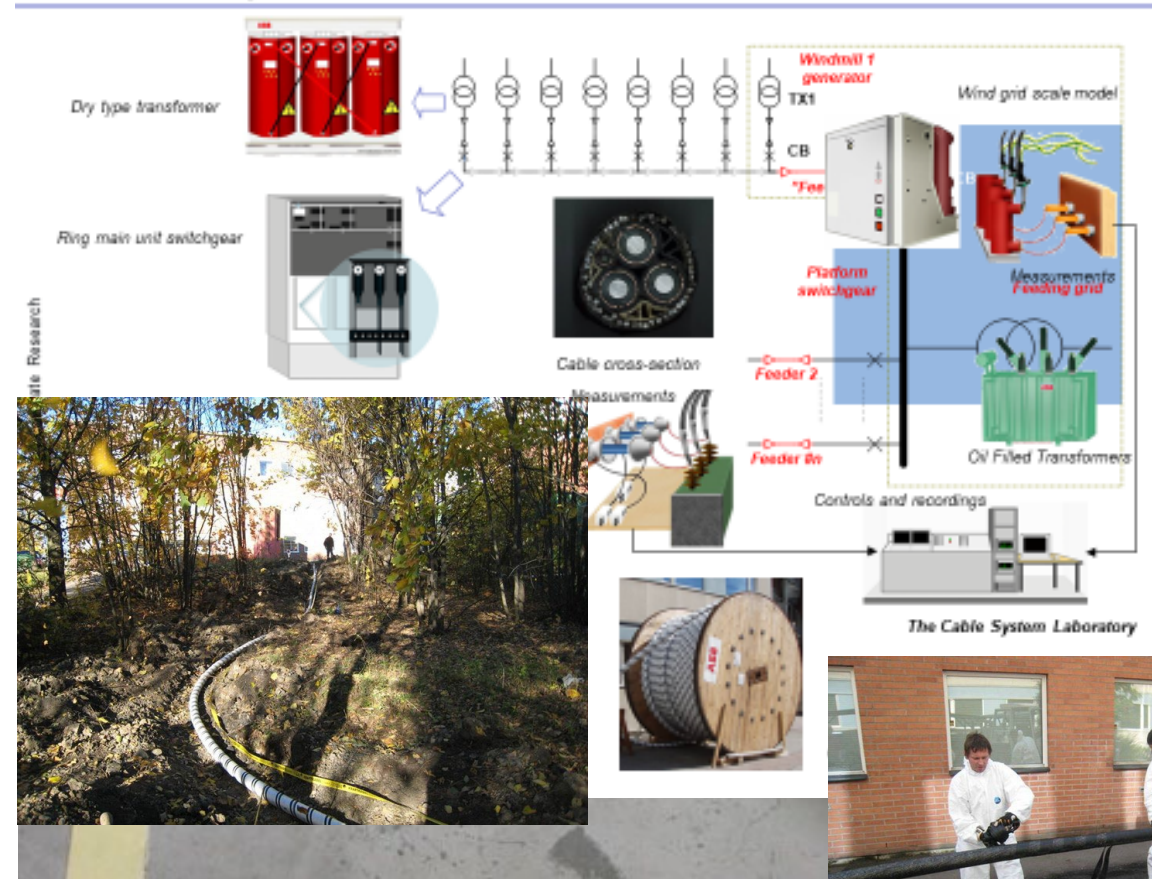 ABB
Windmill 1
generator
Wind grid scale model
Dry type transformer
TX1
CB
Ring main unit switchgear
Platform
switchgear
Measurements
Feeding grid
ate Research
Cable cross-section
Feeder 2
Measurements
Feeder #n
ABB
Oil Filled Transformers
Controls and recordings
The Cable System Laboratory
ABB